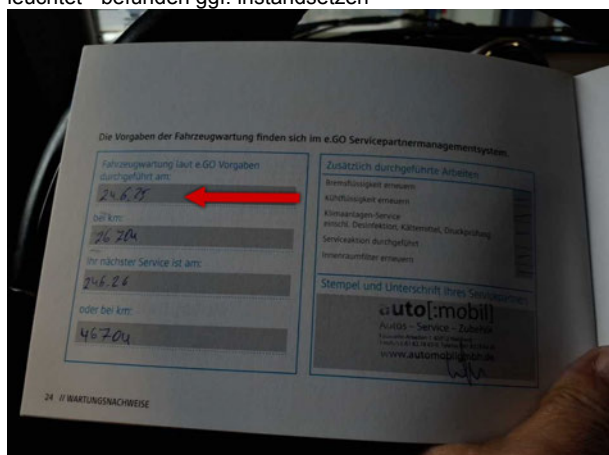 leuchtet - befunden ggf. instandsetzen
Die Vorgaben der Fahrzeugwartung finden sich im e.GO Servicepartnermanagementsystem.
Fahrzeugwartung laut e.GO Vorgaben
durchgeführt am:
24.6.25
bei km:
26 704
Ihr nächster Service ist am:
24.6.26
oder bei km:
46704
Zusätzlich durchgeführte Arbeiten
Bremsflüssigkeit erneuern
Kühlflüssigkeit erneuern
Klimaanlagen-Service
einschl. Desinfektion, Kältemittel, Druckprüfung
Serviceaktion durchgeführt
Innenraumfilter erneuern
Stempel und Unterschrift Ihres Servicepartners
auto[:mobil]
Autos - Service - Zubehör
24 // WARTUNGSNACHWEISE